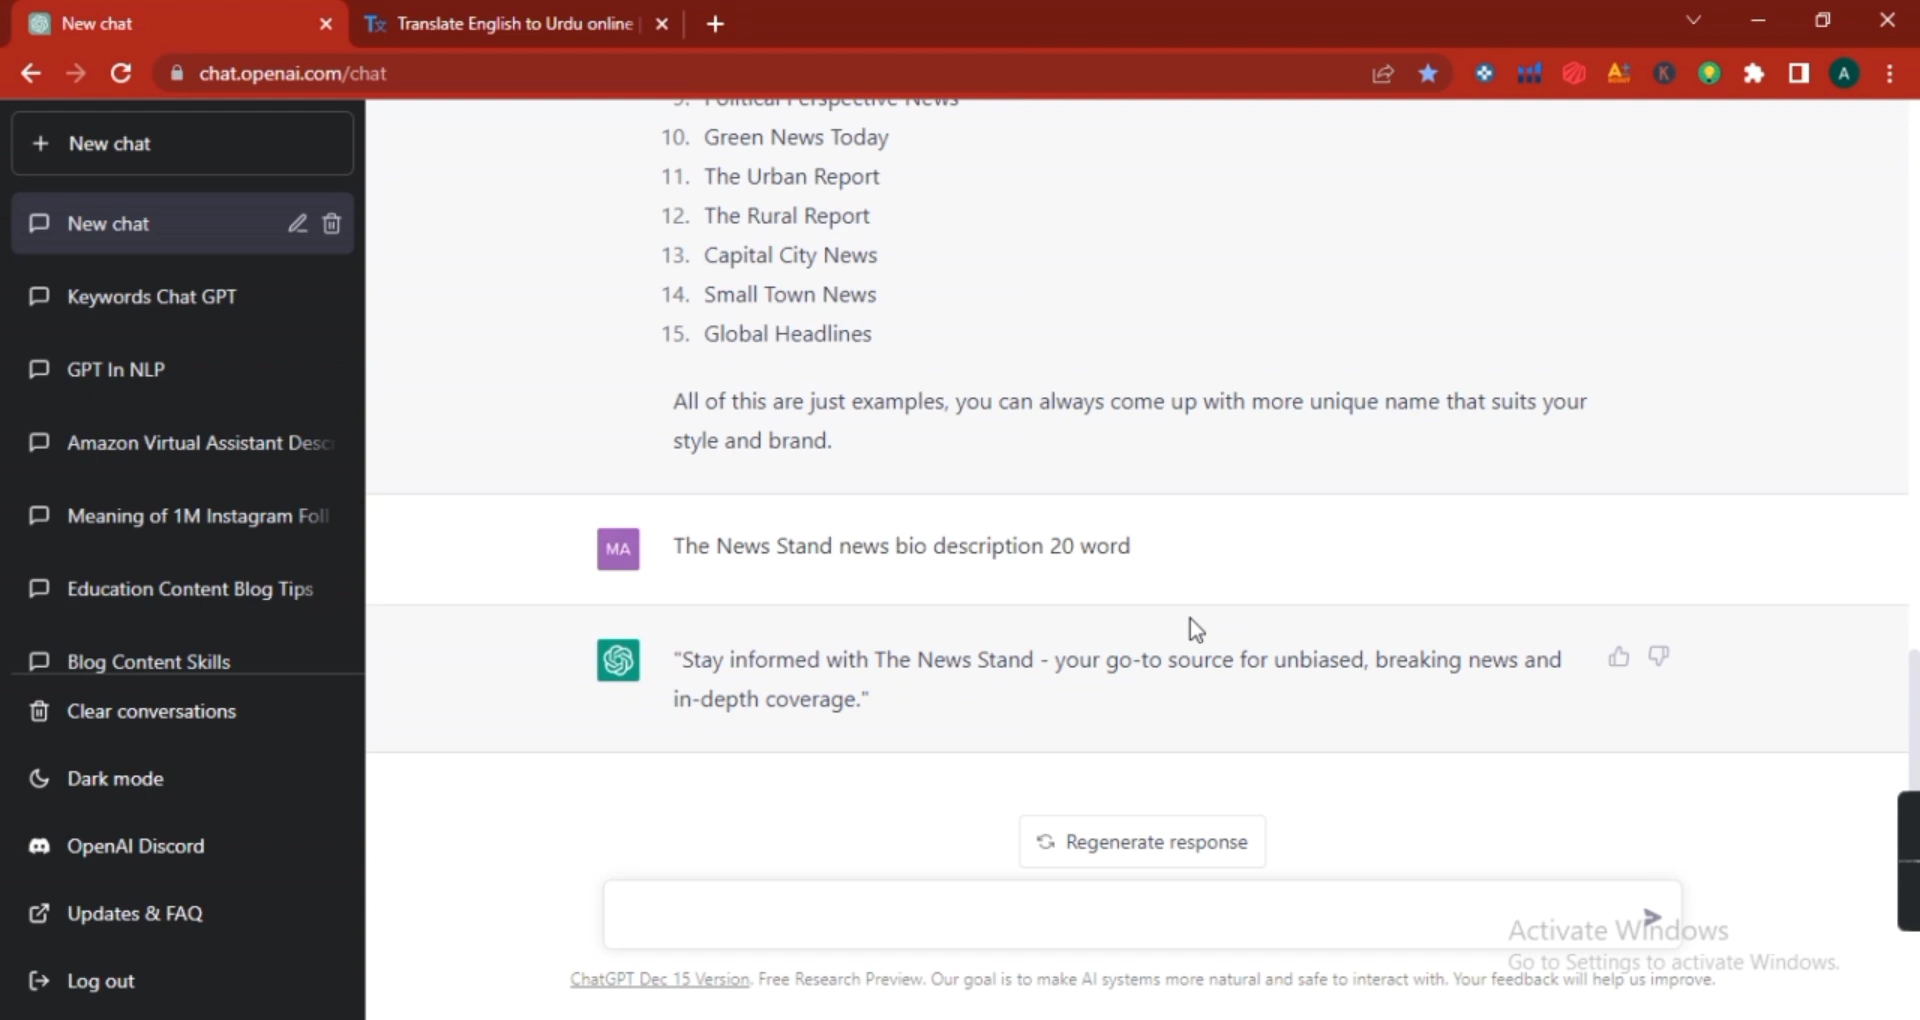 New chat
Translate English to Urdu online
chat.openai.com/chat
New chat
New chat
Keywords Chat GPT
GPT In NLP
Amazon Virtual Assistant Desc
Meaning of 1M Instagram Foll
Education Content Blog Tips
Blog Content Skills
Clear conversations
Dark mode
OpenAI Discord
Updates & FAQ
Log out
9. Political Perspective News
10. Green News Today
11. The Urban Report
12. The Rural Report
13. Capital City News
14. Small Town News
15. Global Headlines
All of this are just examples, you can always come up with more unique name that suits your
style and brand.
MA
The News Stand news bio description 20 word
"Stay informed with The News Stand - your go-to source for unbiased, breaking news and
in-depth coverage."
Regenerate response
Activate Windows
Go to Settings to activate Windows.
ChatGPT Dec 15 Version. Free Research Preview. Our goal is to make AI systems more natural and safe to interact with. Your feedback will help us improve.